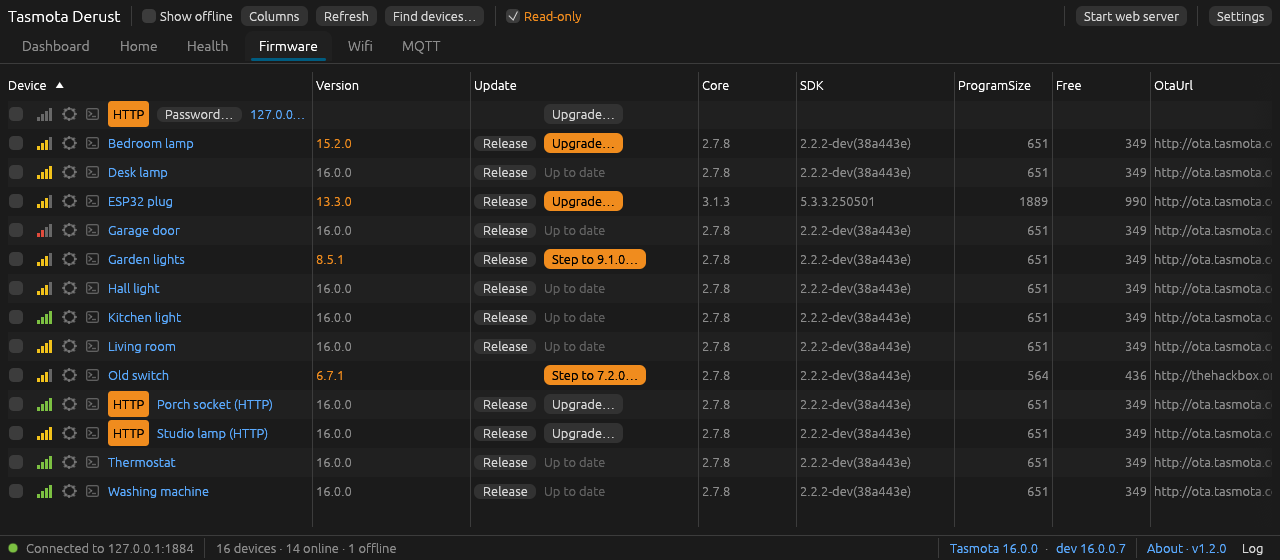 Tasmota Derust Show offline Columns Refresh Find devices... Read-only Start web server Settings
Dashboard Home Health Firmware Wifi MQTT
Device ▲ Version Update Core SDK ProgramSize Free OtaUrl
HTTP Password... 127.0.0... Upgrade...
Bedroom lamp 15.2.0 Release Upgrade... 2.7.8 2.2.2-dev(38a443e) 651 349 http://ota.tasmota.c
Desk lamp 16.0.0 Release Up to date 2.7.8 2.2.2-dev(38a443e) 651 349 http://ota.tasmota.c
ESP32 plug 13.3.0 Release Upgrade... 3.1.3 5.3.3.250501 1889 990 http://ota.tasmota.c
Garage door 16.0.0 Release Up to date 2.7.8 2.2.2-dev(38a443e) 651 349 http://ota.tasmota.c
Garden lights 8.5.1 Release Step to 9.1.0... 2.7.8 2.2.2-dev(38a443e) 651 349 http://ota.tasmota.c
Hall light 16.0.0 Release Up to date 2.7.8 2.2.2-dev(38a443e) 651 349 http://ota.tasmota.c
Kitchen light 16.0.0 Release Up to date 2.7.8 2.2.2-dev(38a443e) 651 349 http://ota.tasmota.c
Living room 16.0.0 Release Up to date 2.7.8 2.2.2-dev(38a443e) 651 349 http://ota.tasmota.c
Old switch 6.7.1 Step to 7.2.0... 2.7.8 2.2.2-dev(38a443e) 564 436 http://thehackbox.or
HTTP Porch socket (HTTP) 16.0.0 Release Upgrade... 2.7.8 2.2.2-dev(38a443e) 651 349 http://ota.tasmota.c
HTTP Studio lamp (HTTP) 16.0.0 Release Upgrade... 2.7.8 2.2.2-dev(38a443e) 651 349 http://ota.tasmota.c
Thermostat 16.0.0 Release Up to date 2.7.8 2.2.2-dev(38a443e) 651 349 http://ota.tasmota.c
Washing machine 16.0.0 Release Up to date 2.7.8 2.2.2-dev(38a443e) 651 349 http://ota.tasmota.c
Connected to 127.0.0.1:1884 16 devices · 14 online · 1 offline Tasmota 16.0.0 · dev 16.0.0.7 About · v1.2.0 Log